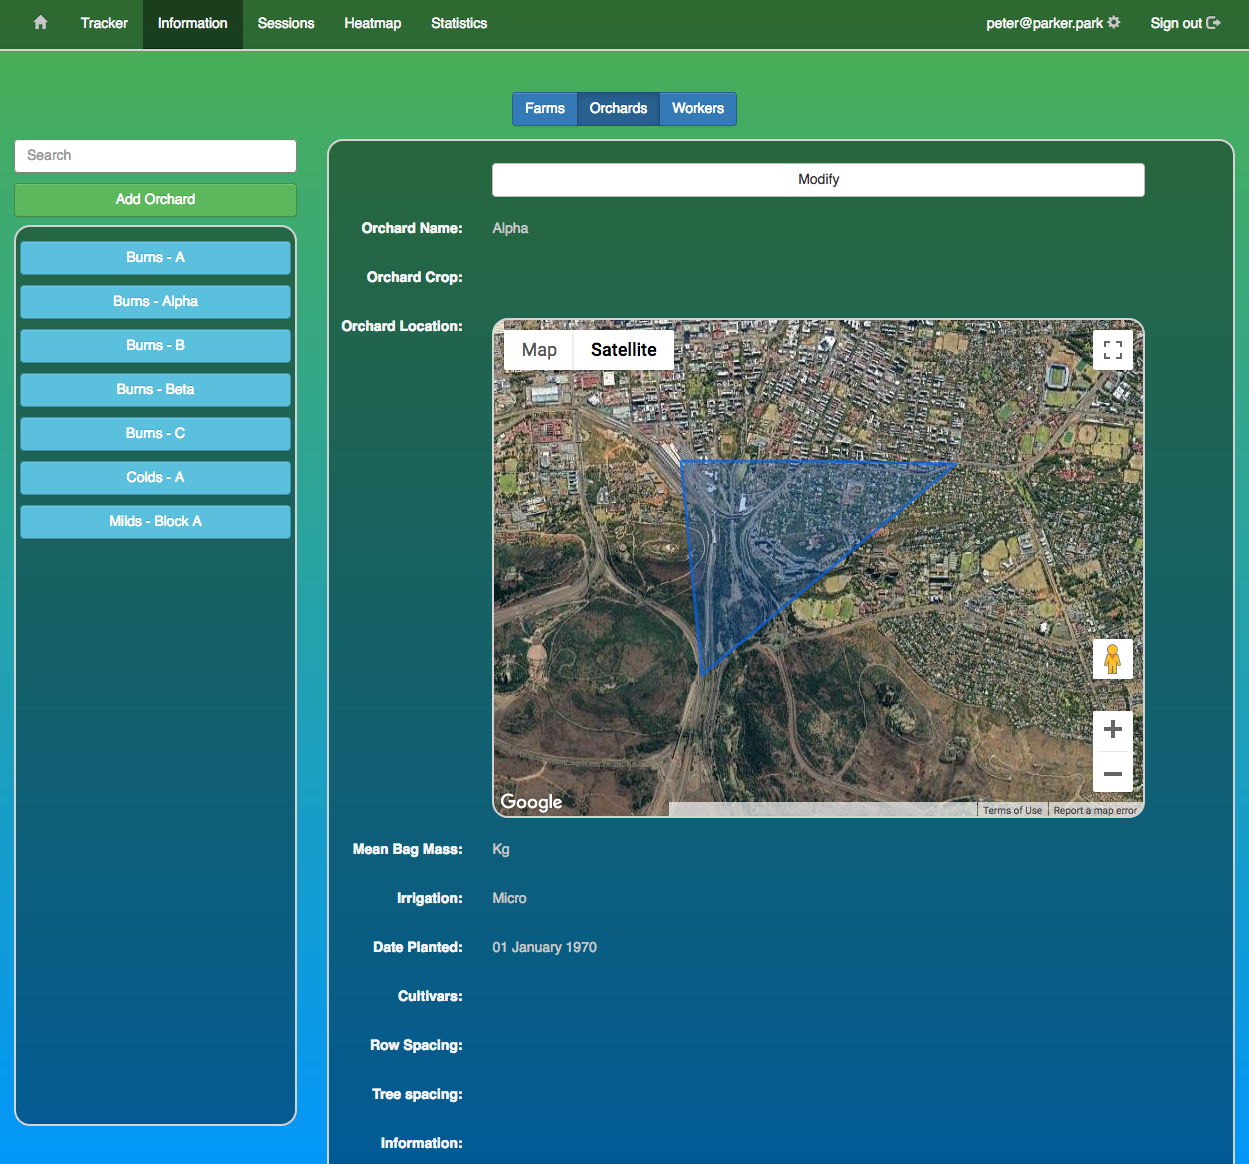 Tracker Information Sessions Heatmap Statistics peter@parker.park Sign out
Farms Orchards Workers
Search
Add Orchard
Burns - A
Burns - Alpha
Burns - B
Burns - Beta
Burns - C
Colds - A
Milds - Block A
Modify
Orchard Name: Alpha
Orchard Crop:
Orchard Location:
Map Satellite
Google
Terms of Use Report a map error
Mean Bag Mass: Kg
Irrigation: Micro
Date Planted: 01 January 1970
Cultivars:
Row Spacing:
Tree spacing:
Information: